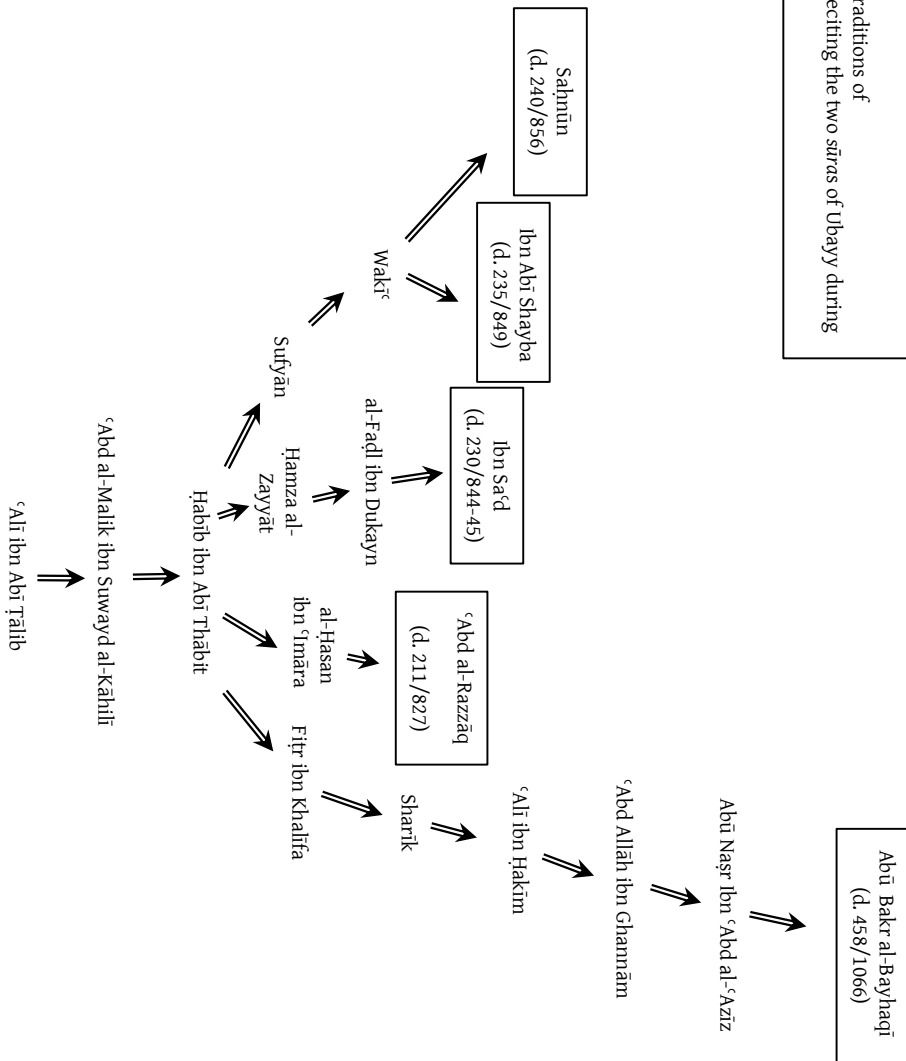 raditions of
eciting the two sūras of Ubayy during
Abū Bakr al-Bayhaqī
(d. 458/1066)
Abū Naṣr Ibn ʿAbd al-ʿAzīz
ʿAbd Allāh ibn Ghannām
ʿAlī ibn Ḥakīm
Sharīk
Fiṭr ibn Khalīfa
Saḥnūn
(d. 240/856)
Ibn Abī Shayba
(d. 235/849)
Ibn Saʿd
(d. 230/844-45)
ʿAbd al-Razzāq
(d. 211/827)
Wakīʿ
al-Faḍl ibn Dukayn
Sufyān
Ḥamza al-
Zayyāt
al-Ḥasan
ibn ʿImāra
Ḥabīb ibn Abī Thābit
ʿAbd al-Malik ibn Suwayd al-Kāhilī
ʿAlī ibn Abī Ṭālib